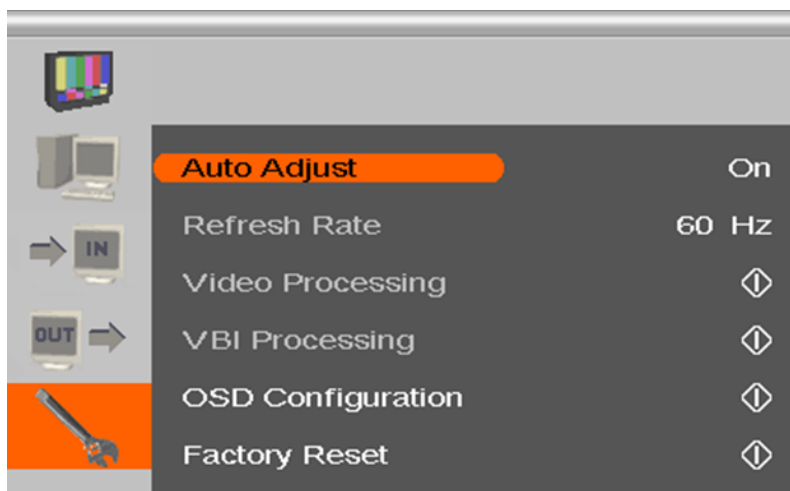 Auto Adjust On
Refresh Rate 60 Hz
IN
Video Processing
VBI Processing
OUT
OSD Configuration
Factory Reset